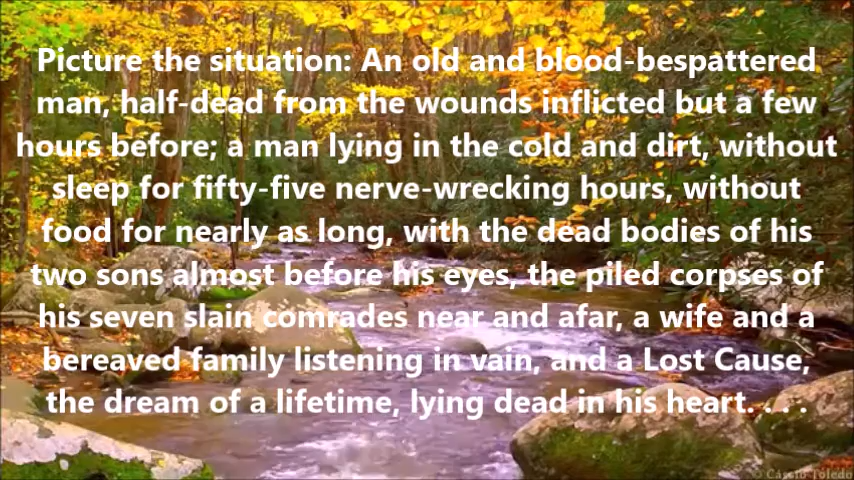 Picture the situation: An old and blood-bespattered
man, half-dead from the wounds inflicted but a few
hours before; a man lying in the cold and dirt, without
sleep for fifty-five nerve-wrecking hours, without
food for nearly as long, with the dead bodies of his
two sons almost before his eyes, the piled corpses of
his seven slain comrades near and afar, a wife and a
bereaved family listening in vain, and a Lost Cause,
the dream of a lifetime, lying dead in his heart. . . .
© Cássio Toledo